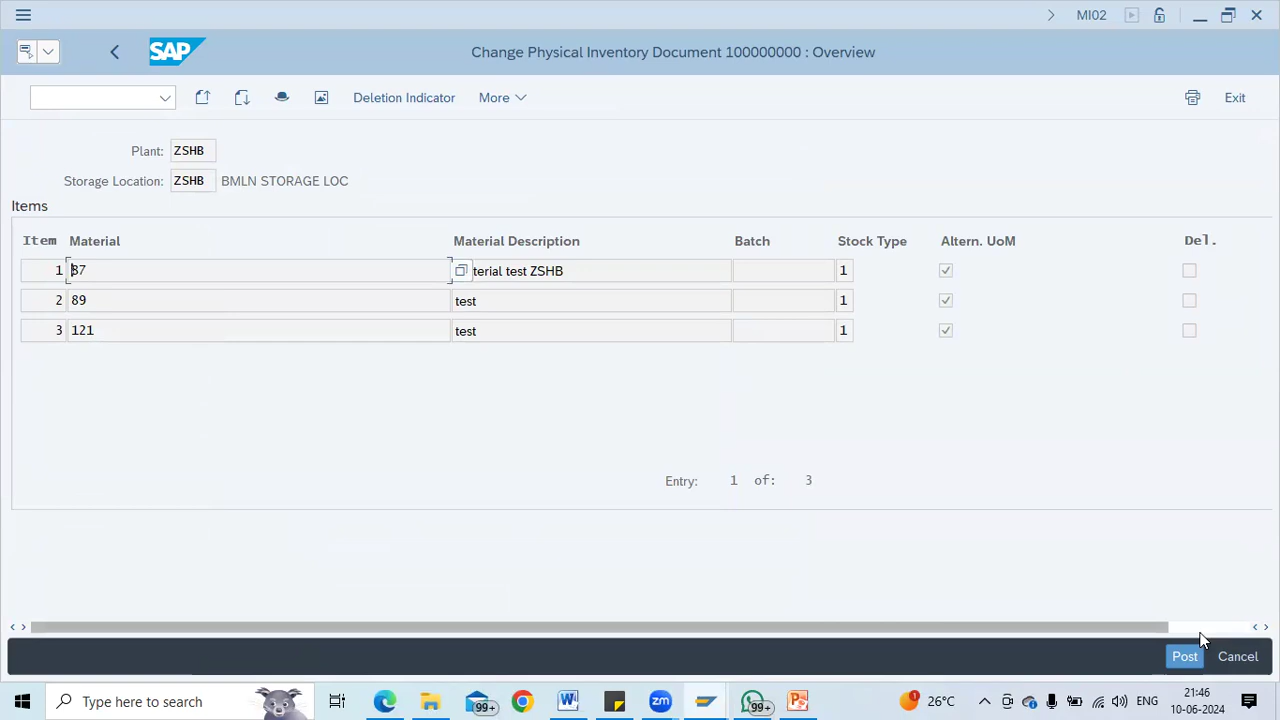 MI02
SAP
Change Physical Inventory Document 100000000 : Overview
Deletion Indicator
More
Exit
Plant: ZSHB
Storage Location: ZSHB BMLN STORAGE LOC
Items
Item Material Material Description Batch Stock Type Altern. UoM Del.
1 87 terial test ZSHB 1
2 89 test 1
3 121 test 1
Entry: 1 of: 3
Post Cancel
Type here to search 99+ 99+ 1 26°C ENG 21:46
10-06-2024